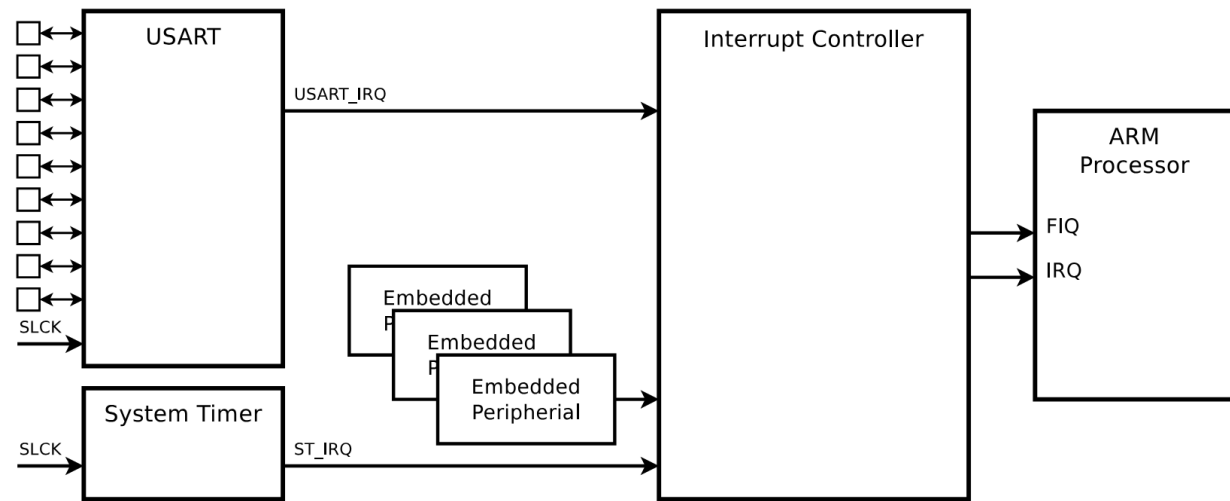 USART
Interrupt Controller
USART_IRQ
ARM
Processor
FIQ
IRQ
Embedded
P
Embedded
P
Embedded
Peripherial
SLCK
System Timer
SLCK
ST_IRQ